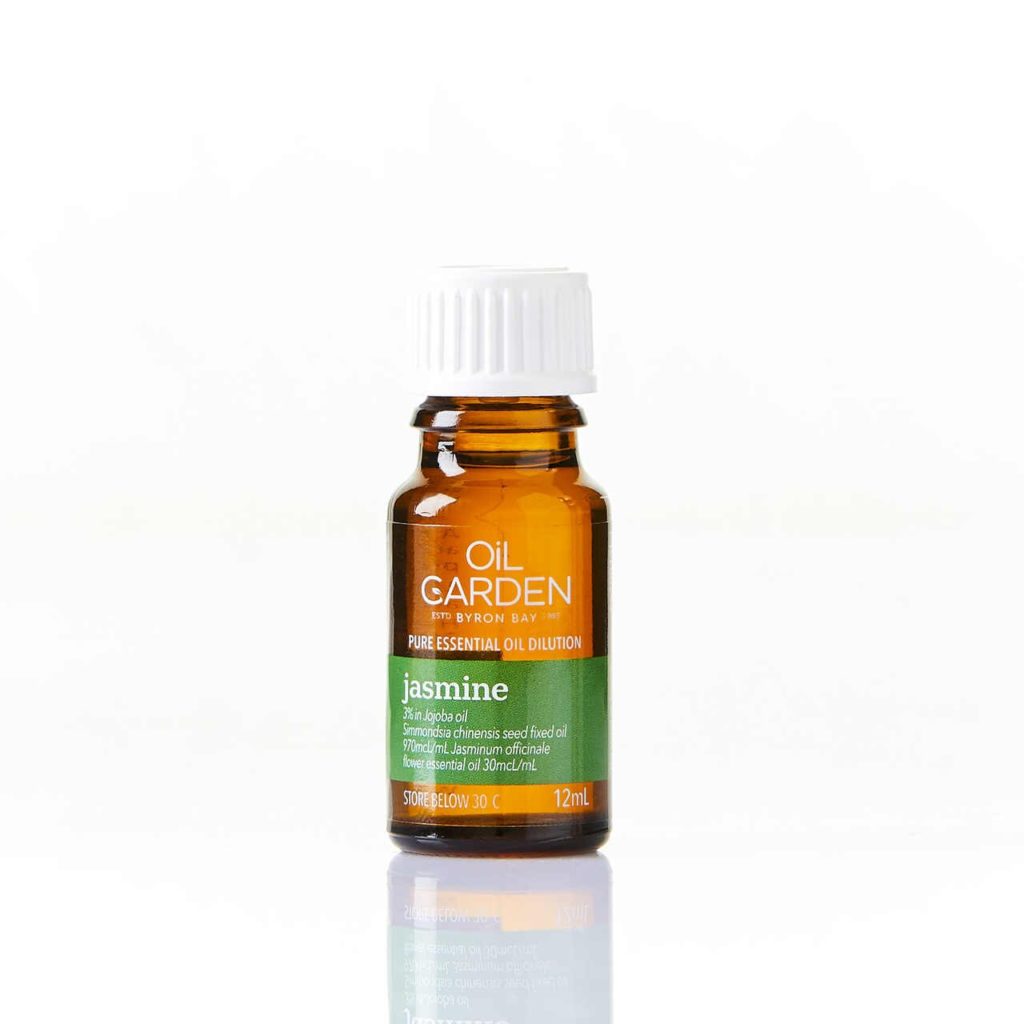 OiL
GARDEN
ESTD BYRON BAY
PURE ESSENTIAL OIL DILUTION
jasmine
3% in Jojoba oil
Simmondsia chinensis seed fixed oil
970mcL/mL Jasminum officinale
flower essential oil 30mcL/mL
STORE BELOW 30 C 12mL